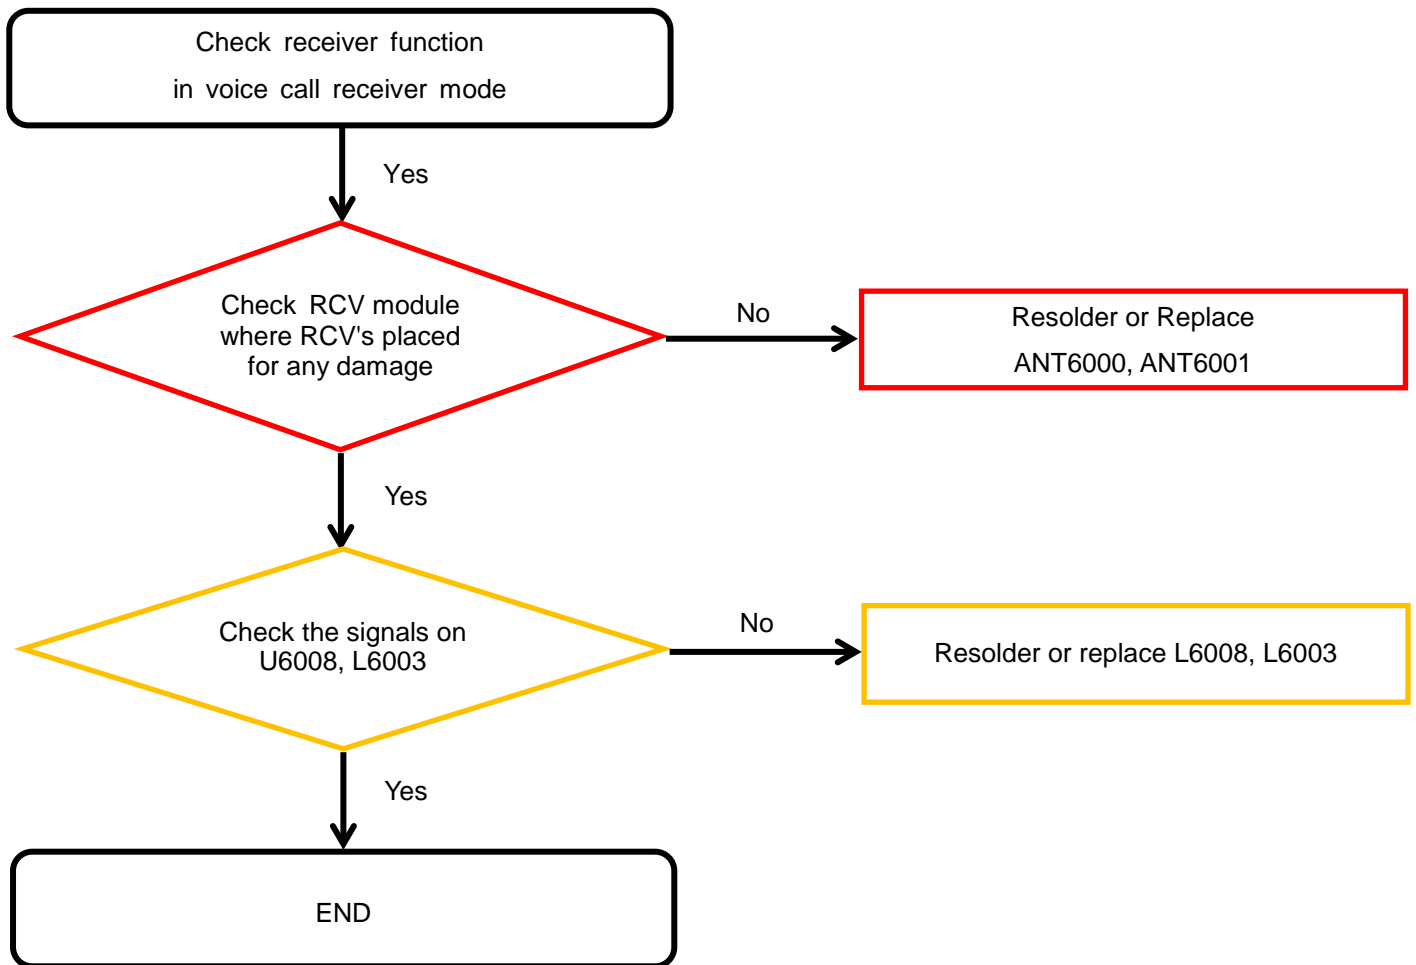 Check receiver function
in voice call receiver mode
Yes
Check RCV module
where RCV's placed
for any damage
No
Resolder or Replace
ANT6000, ANT6001
Yes
Check the signals on
U6008, L6003
No
Resolder or replace L6008, L6003
Yes
END